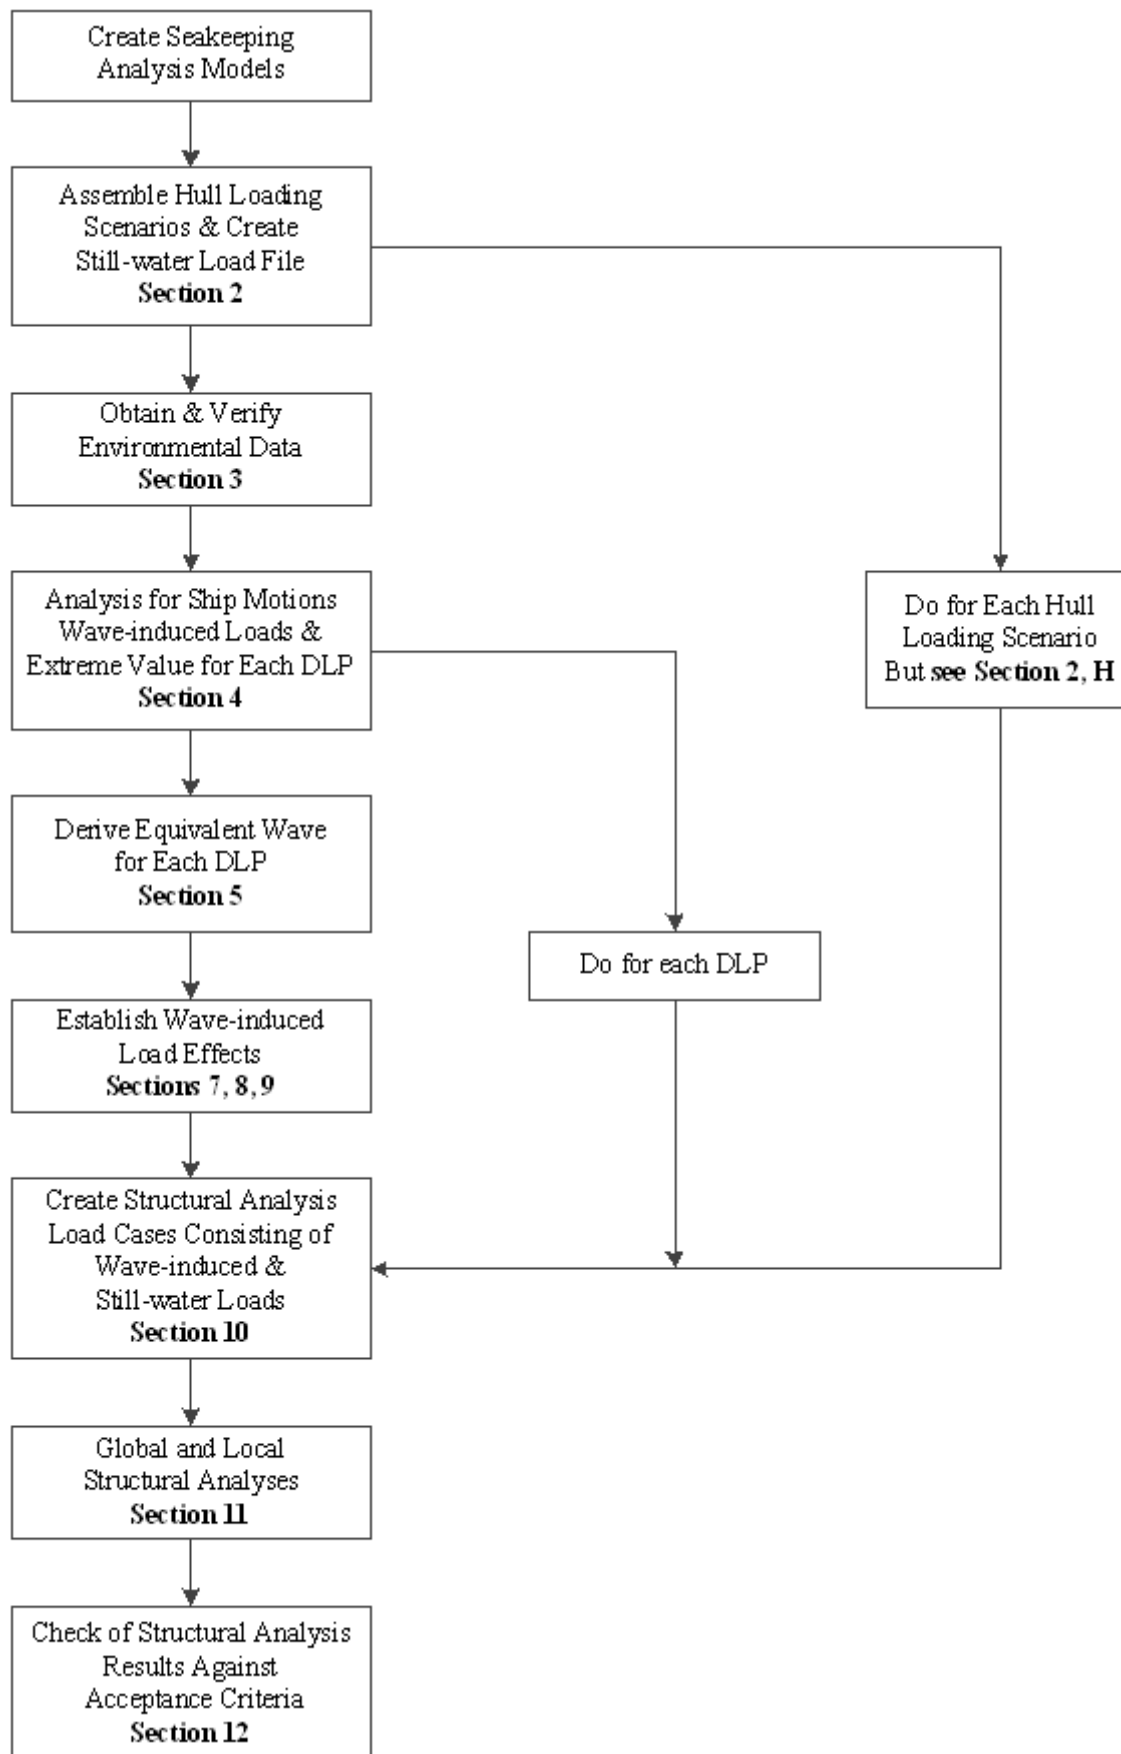 Create Seakeeping
Analysis Models
Assemble Hull Loading
Scenarios & Create
Still-water Load File
Section 2
Obtain & Verify
Environmental Data
Section 3
Analysis for Ship Motions
Wave-induced Loads &
Extreme Value for Each DLP
Section 4
Do for Each Hull
Loading Scenario
But see Section 2, H
Derive Equivalent Wave
for Each DLP
Section 5
Do for each DLP
Establish Wave-induced
Load Effects
Sections 7, 8, 9
Create Structural Analysis
Load Cases Consisting of
Wave-induced &
Still-water Loads
Section 10
Global and Local
Structural Analyses
Section 11
Check of Structural Analysis
Results Against
Acceptance Criteria
Section 12